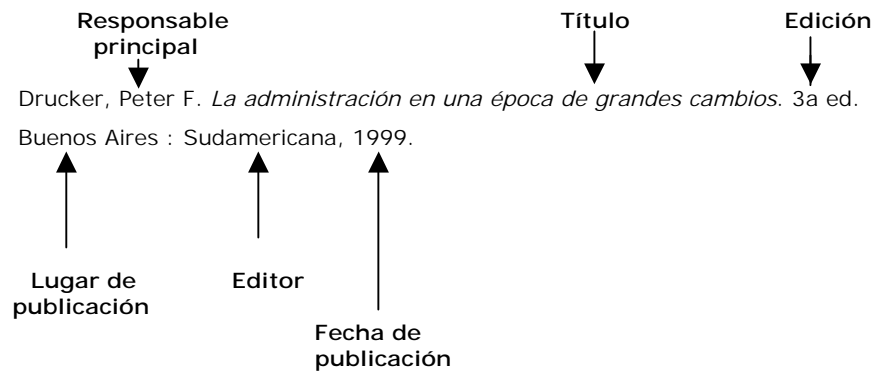 Responsable
principal
Título
Edición
Drucker, Peter F. La administración en una época de grandes cambios. 3a ed.
Buenos Aires : Sudamericana, 1999.
Lugar de
publicación
Editor
Fecha de
publicación